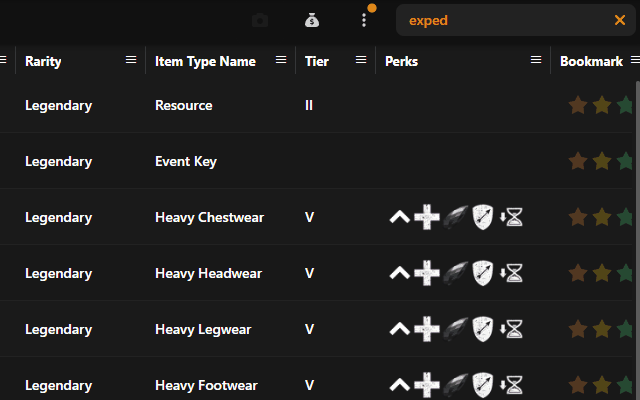 exped
Rarity Item Type Name Tier Perks Bookmark
Legendary Resource II
Legendary Event Key
Legendary Heavy Chestwear V
Legendary Heavy Headwear V
Legendary Heavy Legwear V
Legendary Heavy Footwear V